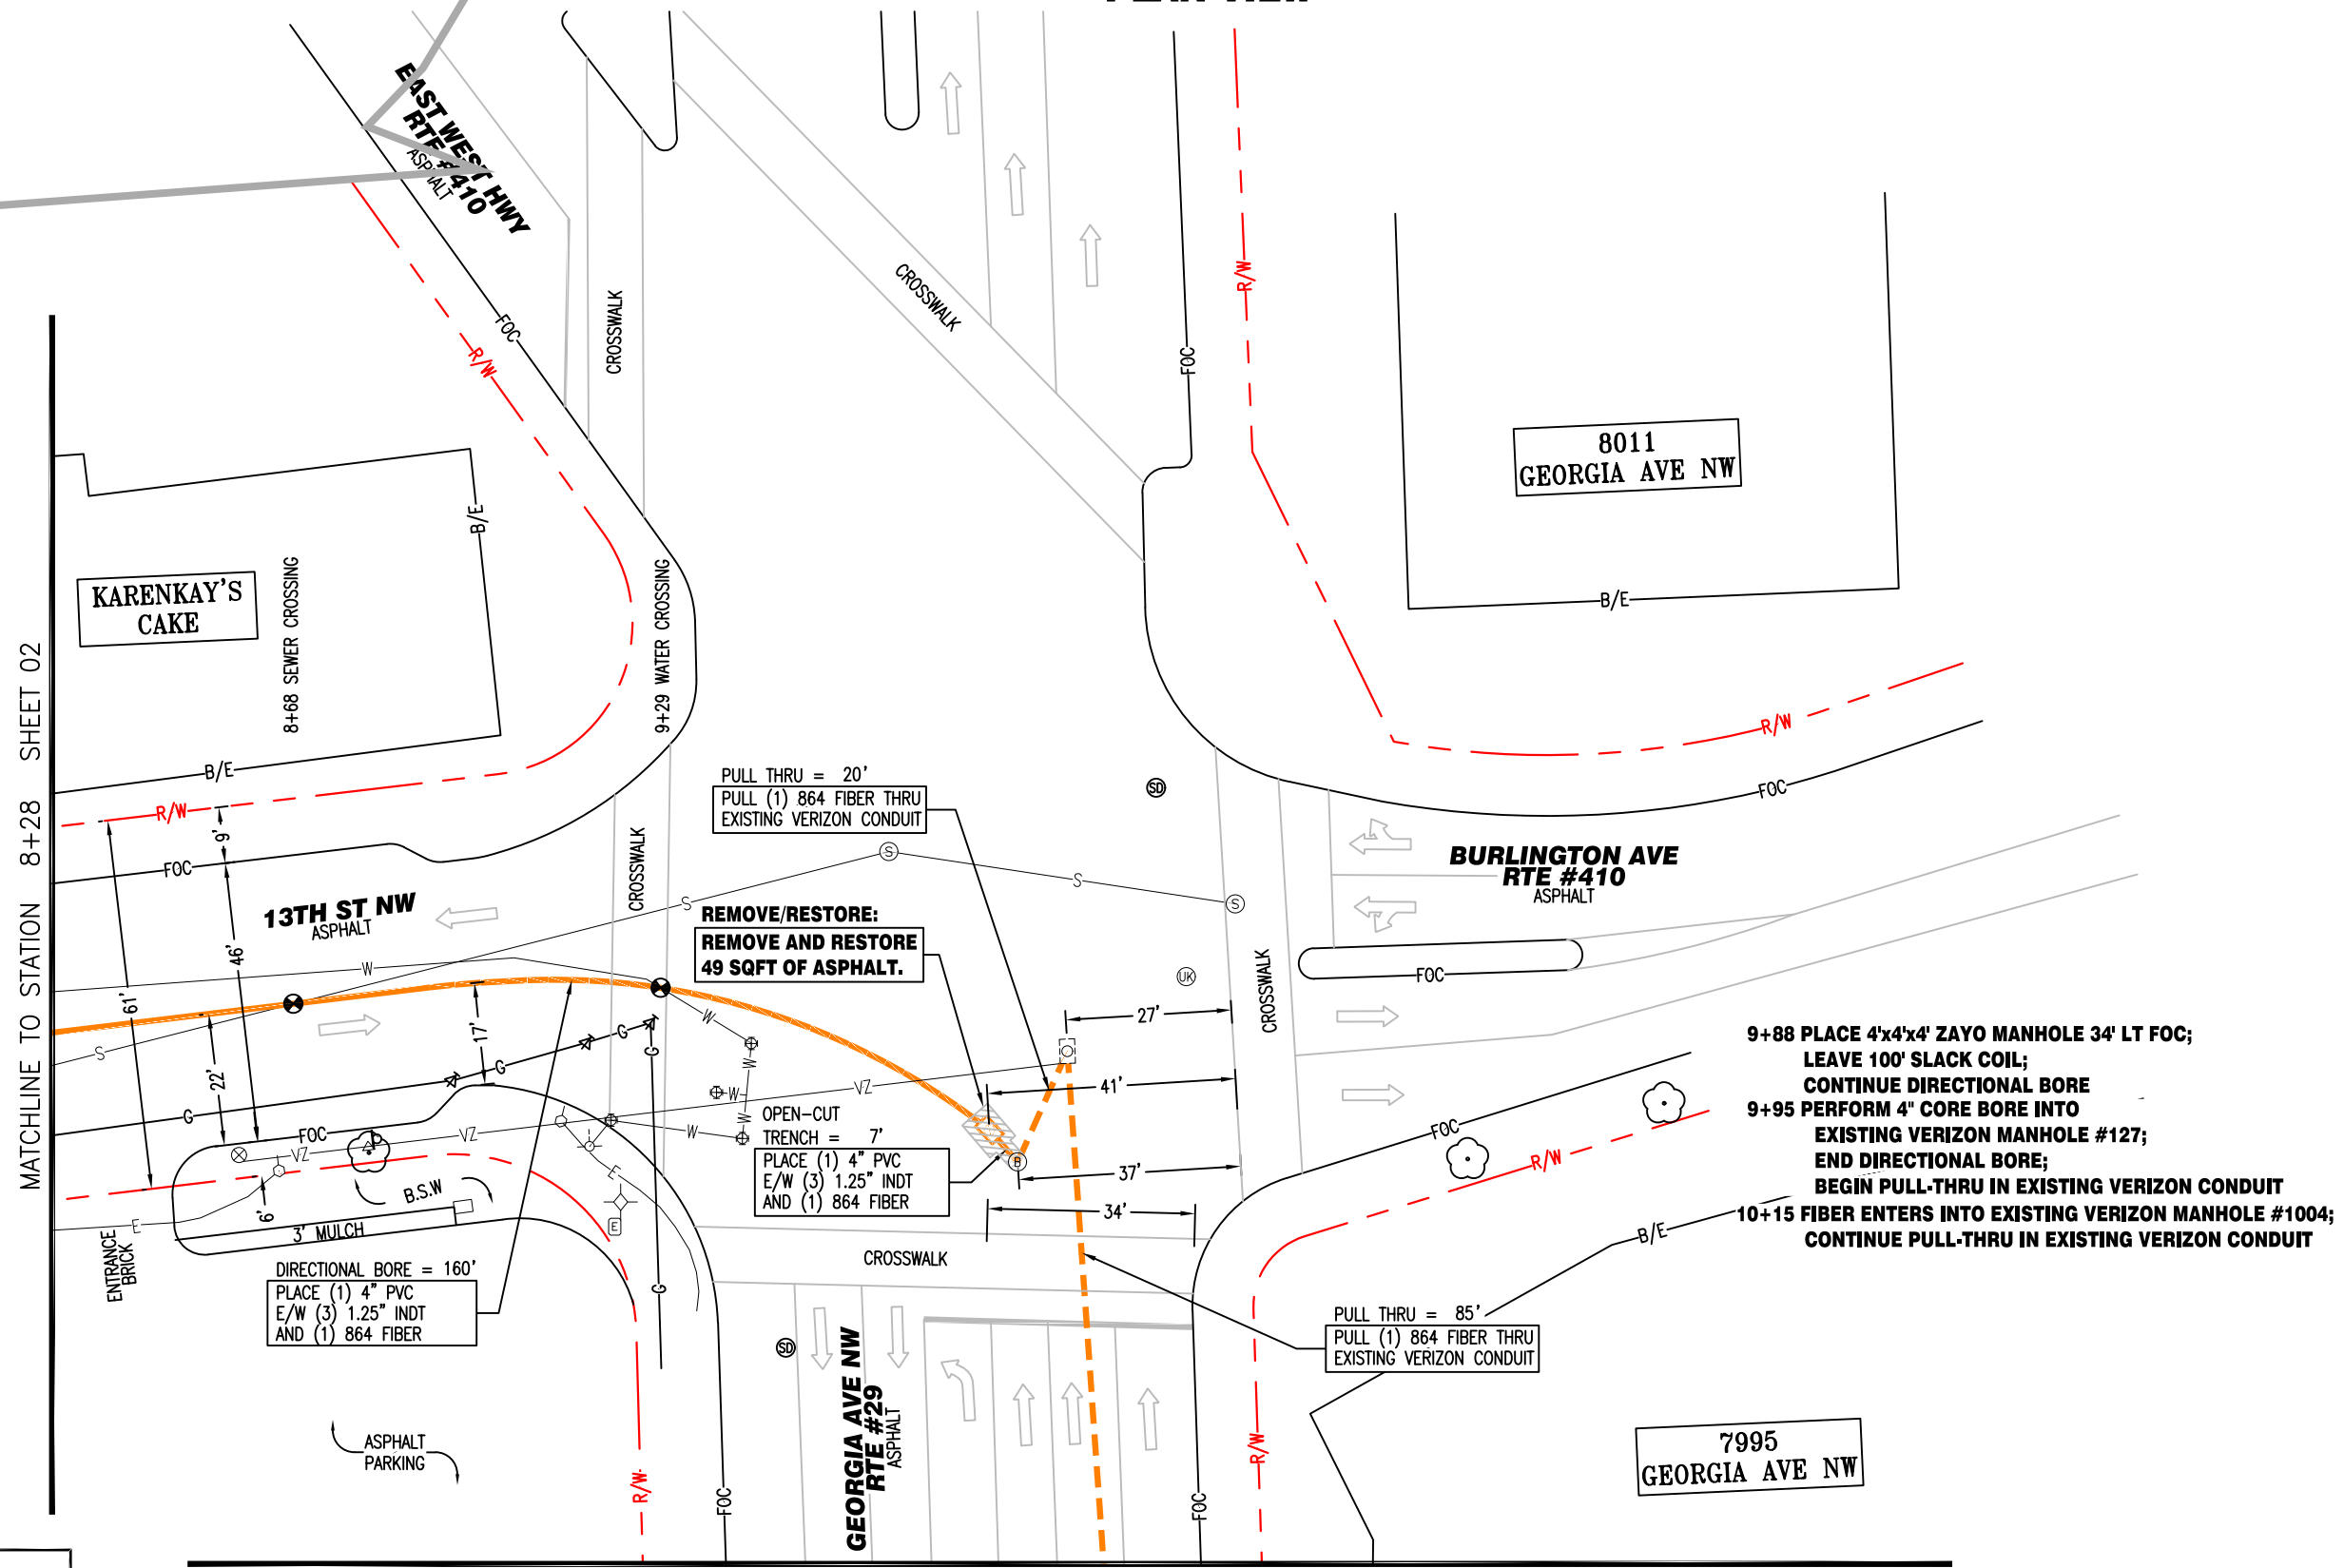 EAST WEST HWY
RTE #410
ASPHALT
FOC
R/W
CROSSWALK
CROSSWALK
R/W
FOC
8011
GEORGIA AVE NW
B/E
B/E
KARENKAY'S
CAKE
8+68 SEWER CROSSING
9+29 WATER CROSSING
MATCHLINE TO STATION 8+28 SHEET 02
B/E
R/W
9'
FOC
61'
46'
22'
17'
13TH ST NW
ASPHALT
CROSSWALK
PULL THRU = 20'
PULL (1) 864 FIBER THRU
EXISTING VERIZON CONDUIT
SD
S
S
S
S
R/W
FOC
BURLINGTON AVE
RTE #410
ASPHALT
REMOVE/RESTORE:
REMOVE AND RESTORE
49 SQFT OF ASPHALT.
UK
CROSSWALK
FOC
W
W
W
W
W
W
S
G
G
G
G
G
27'
41'
37'
34'
VZ
VZ
VZ
FOC
B
OPEN-CUT
TRENCH = 7'
PLACE (1) 4" PVC
E/W (3) 1.25" INDT
AND (1) 864 FIBER
9+88 PLACE 4'x4'x4' ZAYO MANHOLE 34' LT FOC;
LEAVE 100' SLACK COIL;
CONTINUE DIRECTIONAL BORE
9+95 PERFORM 4" CORE BORE INTO
EXISTING VERIZON MANHOLE #127;
END DIRECTIONAL BORE;
BEGIN PULL-THRU IN EXISTING VERIZON CONDUIT
10+15 FIBER ENTERS INTO EXISTING VERIZON MANHOLE #1004;
CONTINUE PULL-THRU IN EXISTING VERIZON CONDUIT
FOC
R/W
B/E
B.S.W
6'
3' MULCH
E
E
E
ENTRANCE
BRICK
CROSSWALK
DIRECTIONAL BORE = 160'
PLACE (1) 4" PVC
E/W (3) 1.25" INDT
AND (1) 864 FIBER
SD
PULL THRU = 85'
PULL (1) 864 FIBER THRU
EXISTING VERIZON CONDUIT
GEORGIA AVE NW
RTE #29
ASPHALT
ASPHALT
PARKING
R/W
FOC
FOC
R/W
7995
GEORGIA AVE NW